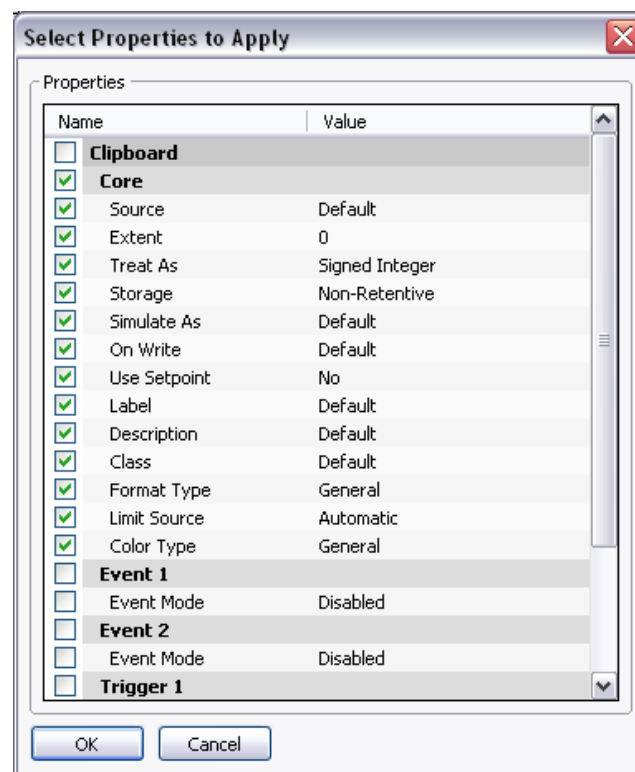 Select Properties to Apply
Properties
Name Value
Clipboard
Core
Source Default
Extent 0
Treat As Signed Integer
Storage Non-Retentive
Simulate As Default
On Write Default
Use Setpoint No
Label Default
Description Default
Class Default
Format Type General
Limit Source Automatic
Color Type General
Event 1
Event Mode Disabled
Event 2
Event Mode Disabled
Trigger 1
OK Cancel